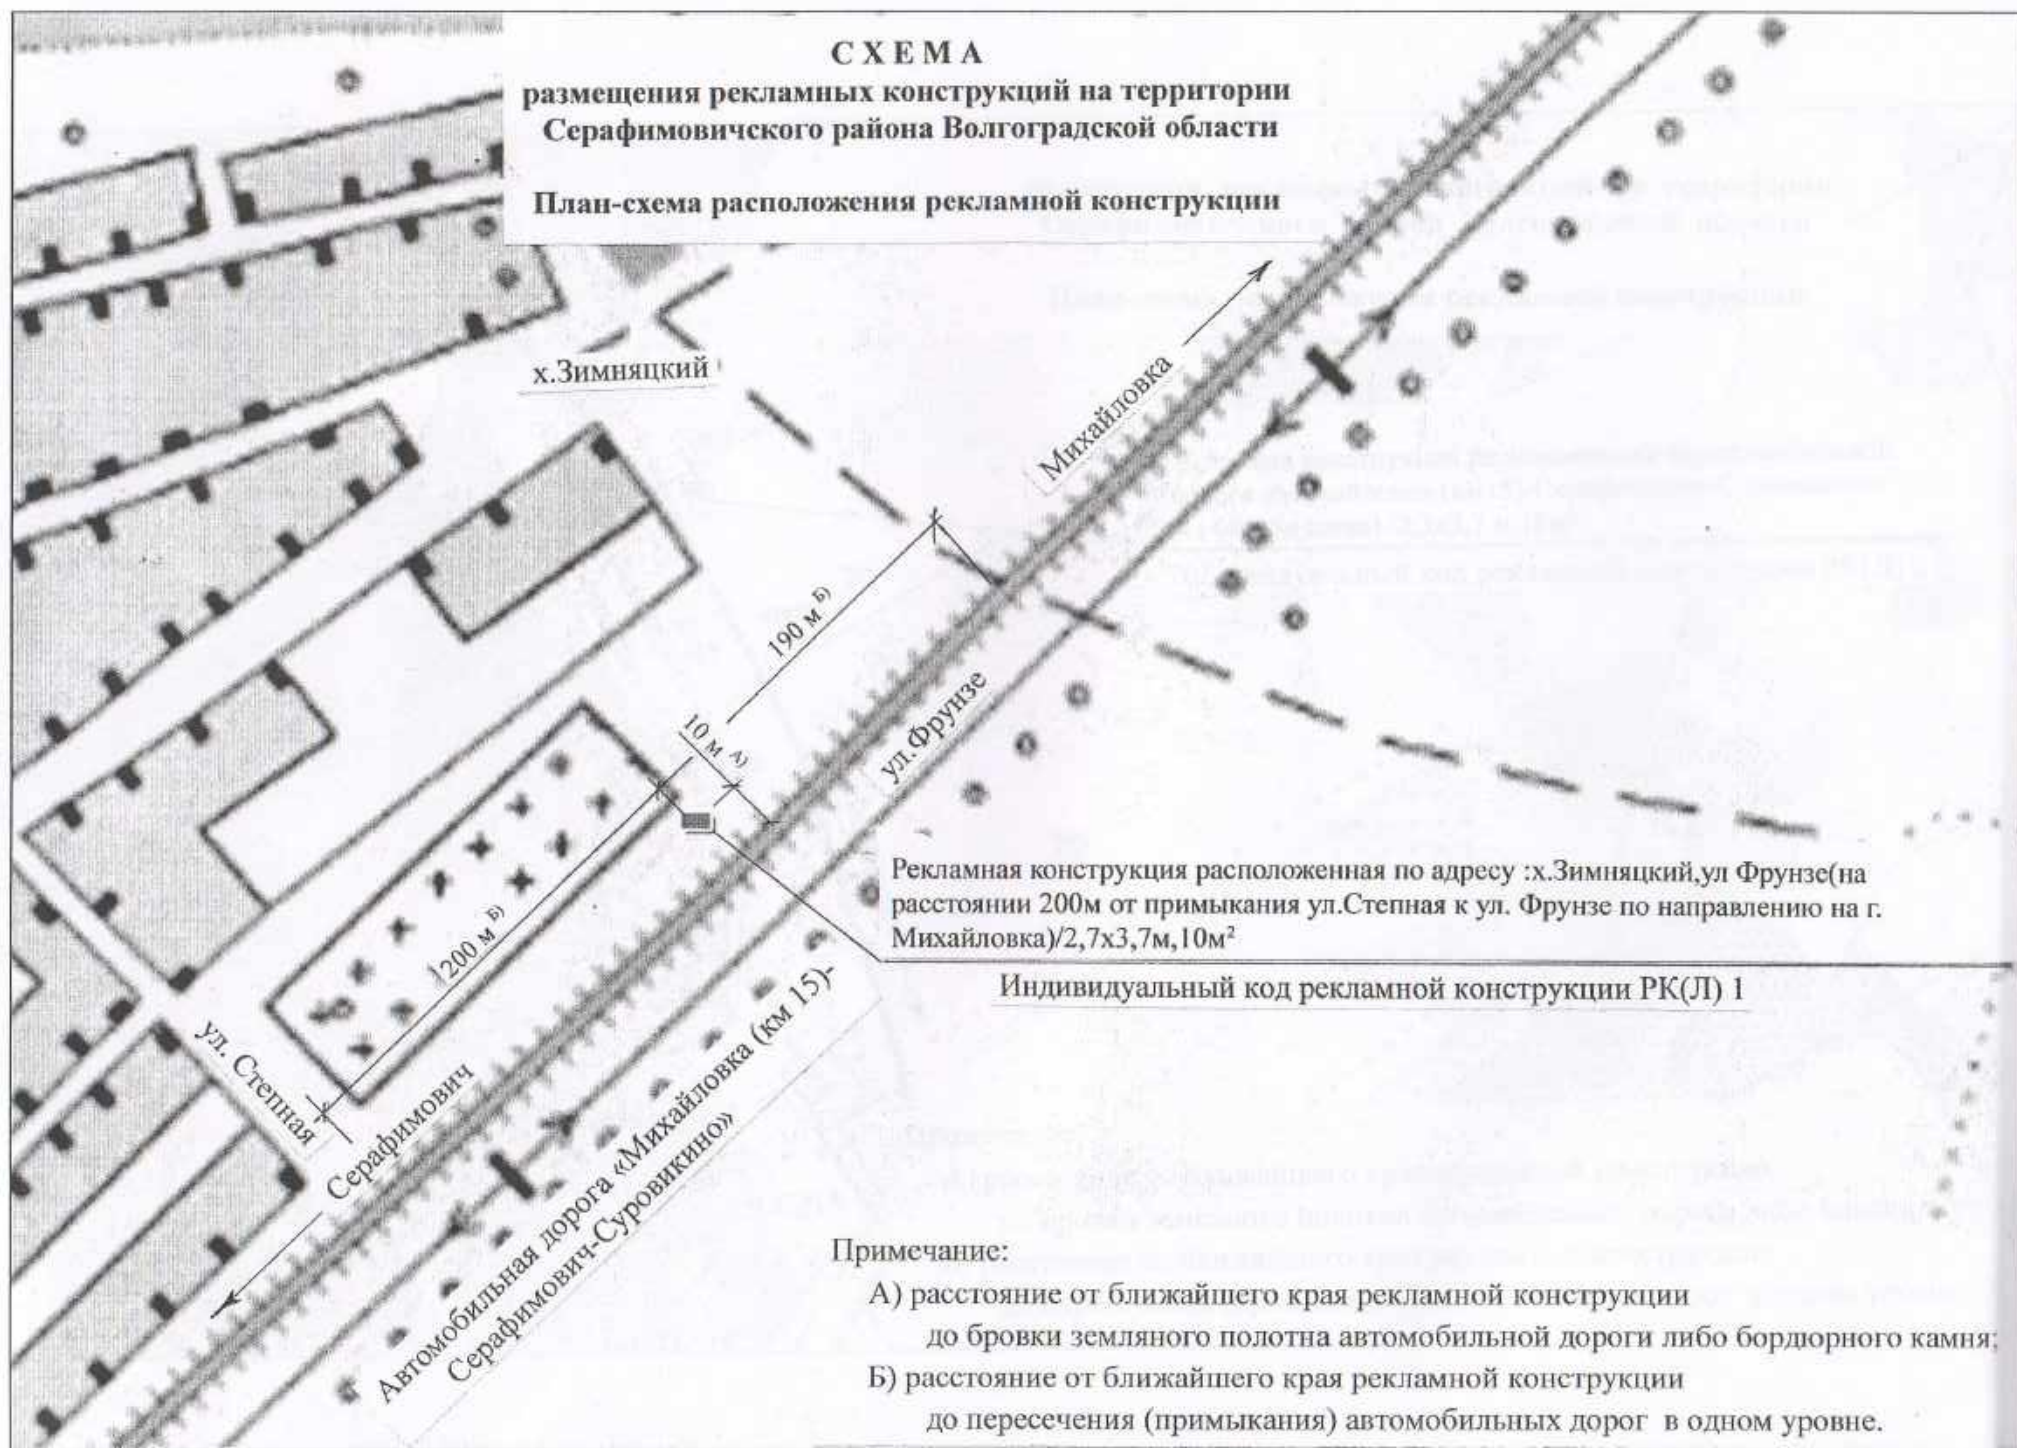 СХЕМА
размещения рекламных конструкций на территории
Серафимовичского района Волгоградской области
План-схема расположения рекламной конструкции
х.Зимняцкий
Михайловка
190 м Б)
10 м А)
ул.Фрунзе
200 м Б)
ул. Степная
Серафимович
Автомобильная дорога «Михайловка (км 15)-
Серафимович-Суровикино»
Рекламная конструкция расположенная по адресу :х.Зимняцкий,ул Фрунзе(на
расстоянии 200м от примыкания ул.Степная к ул. Фрунзе по направлению на г.
Михайловка)/2,7х3,7м,10м²
Индивидуальный код рекламной конструкции РК(Л) 1
Примечание:
А) расстояние от ближайшего края рекламной конструкции
до бровки земляного полотна автомобильной дороги либо бордюрного камня;
Б) расстояние от ближайшего края рекламной конструкции
до пересечения (примыкания) автомобильных дорог в одном уровне.